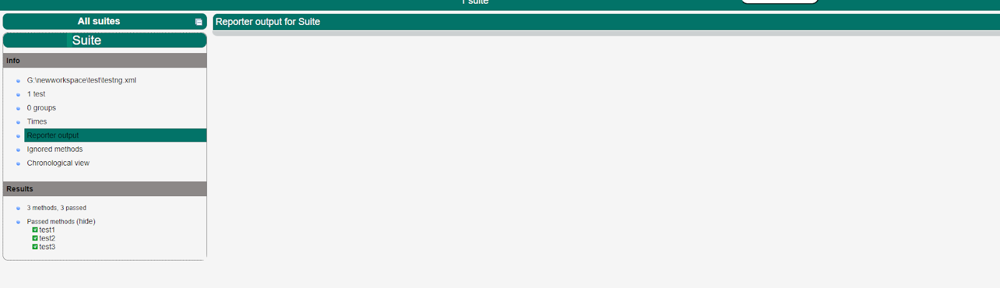 1 suite
All suites
Reporter output for Suite
Suite
Info
G:\newworkspace\test\testng.xml
1 test
0 groups
Times
Reporter output
Ignored methods
Chronological view
Results
3 methods, 3 passed
Passed methods (hide)
test1
test2
test3